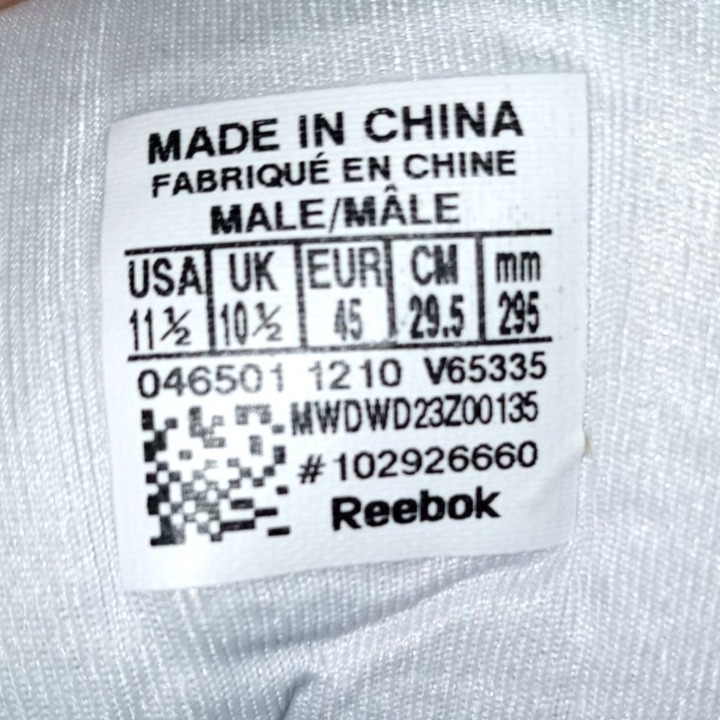 MADE IN CHINA
FABRIQUÉ EN CHINE
MALE/MÂLE
USA UK EUR CM mm
11½ 10½ 45 29.5 295
046501 1210 V65335
MWDWD23Z00135
#102926660
Reebok